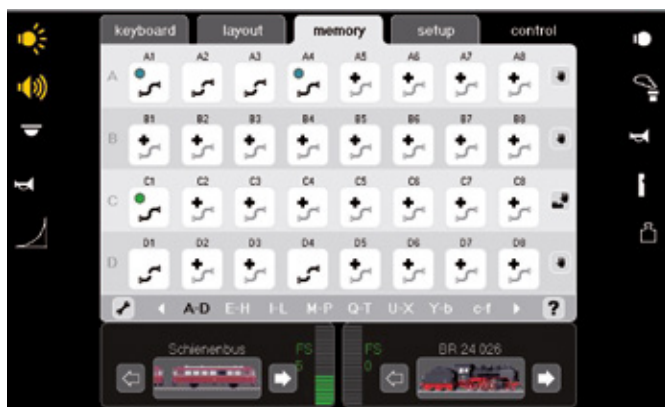 keyboard layout memory setup control
A1 A2 A3 A4 A5 A6 A7 A8
A
B1 B2 B3 B4 B5 B6 B7 B8
B
C1 C2 C3 C4 C5 C6 C7 C8
C
D1 D2 D3 D4 D5 D6 D7 D8
D
A-D E-H I-L M-P Q-T U-X Y-b c-f ?
Schienenbus FS FS BR 24 026
5 0